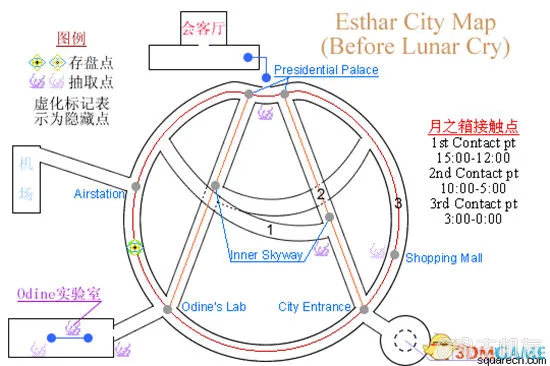 会客厅
Esthar City Map
(Before Lunar Cry)
图例
存盘点
抽取点
虚化标记表
示为隐藏点
Presidential Palace
月之箱接触点
1st Contact pt
15:00-12:00
2nd Contact pt
10:00-5:00
3rd Contact pt
3:00-0:00
机场
Airstation
1
2
3
Inner Skyway
Shopping Mall
Odine实验室
Odine's Lab
City Entrance
3DMGAME
squarecn.com